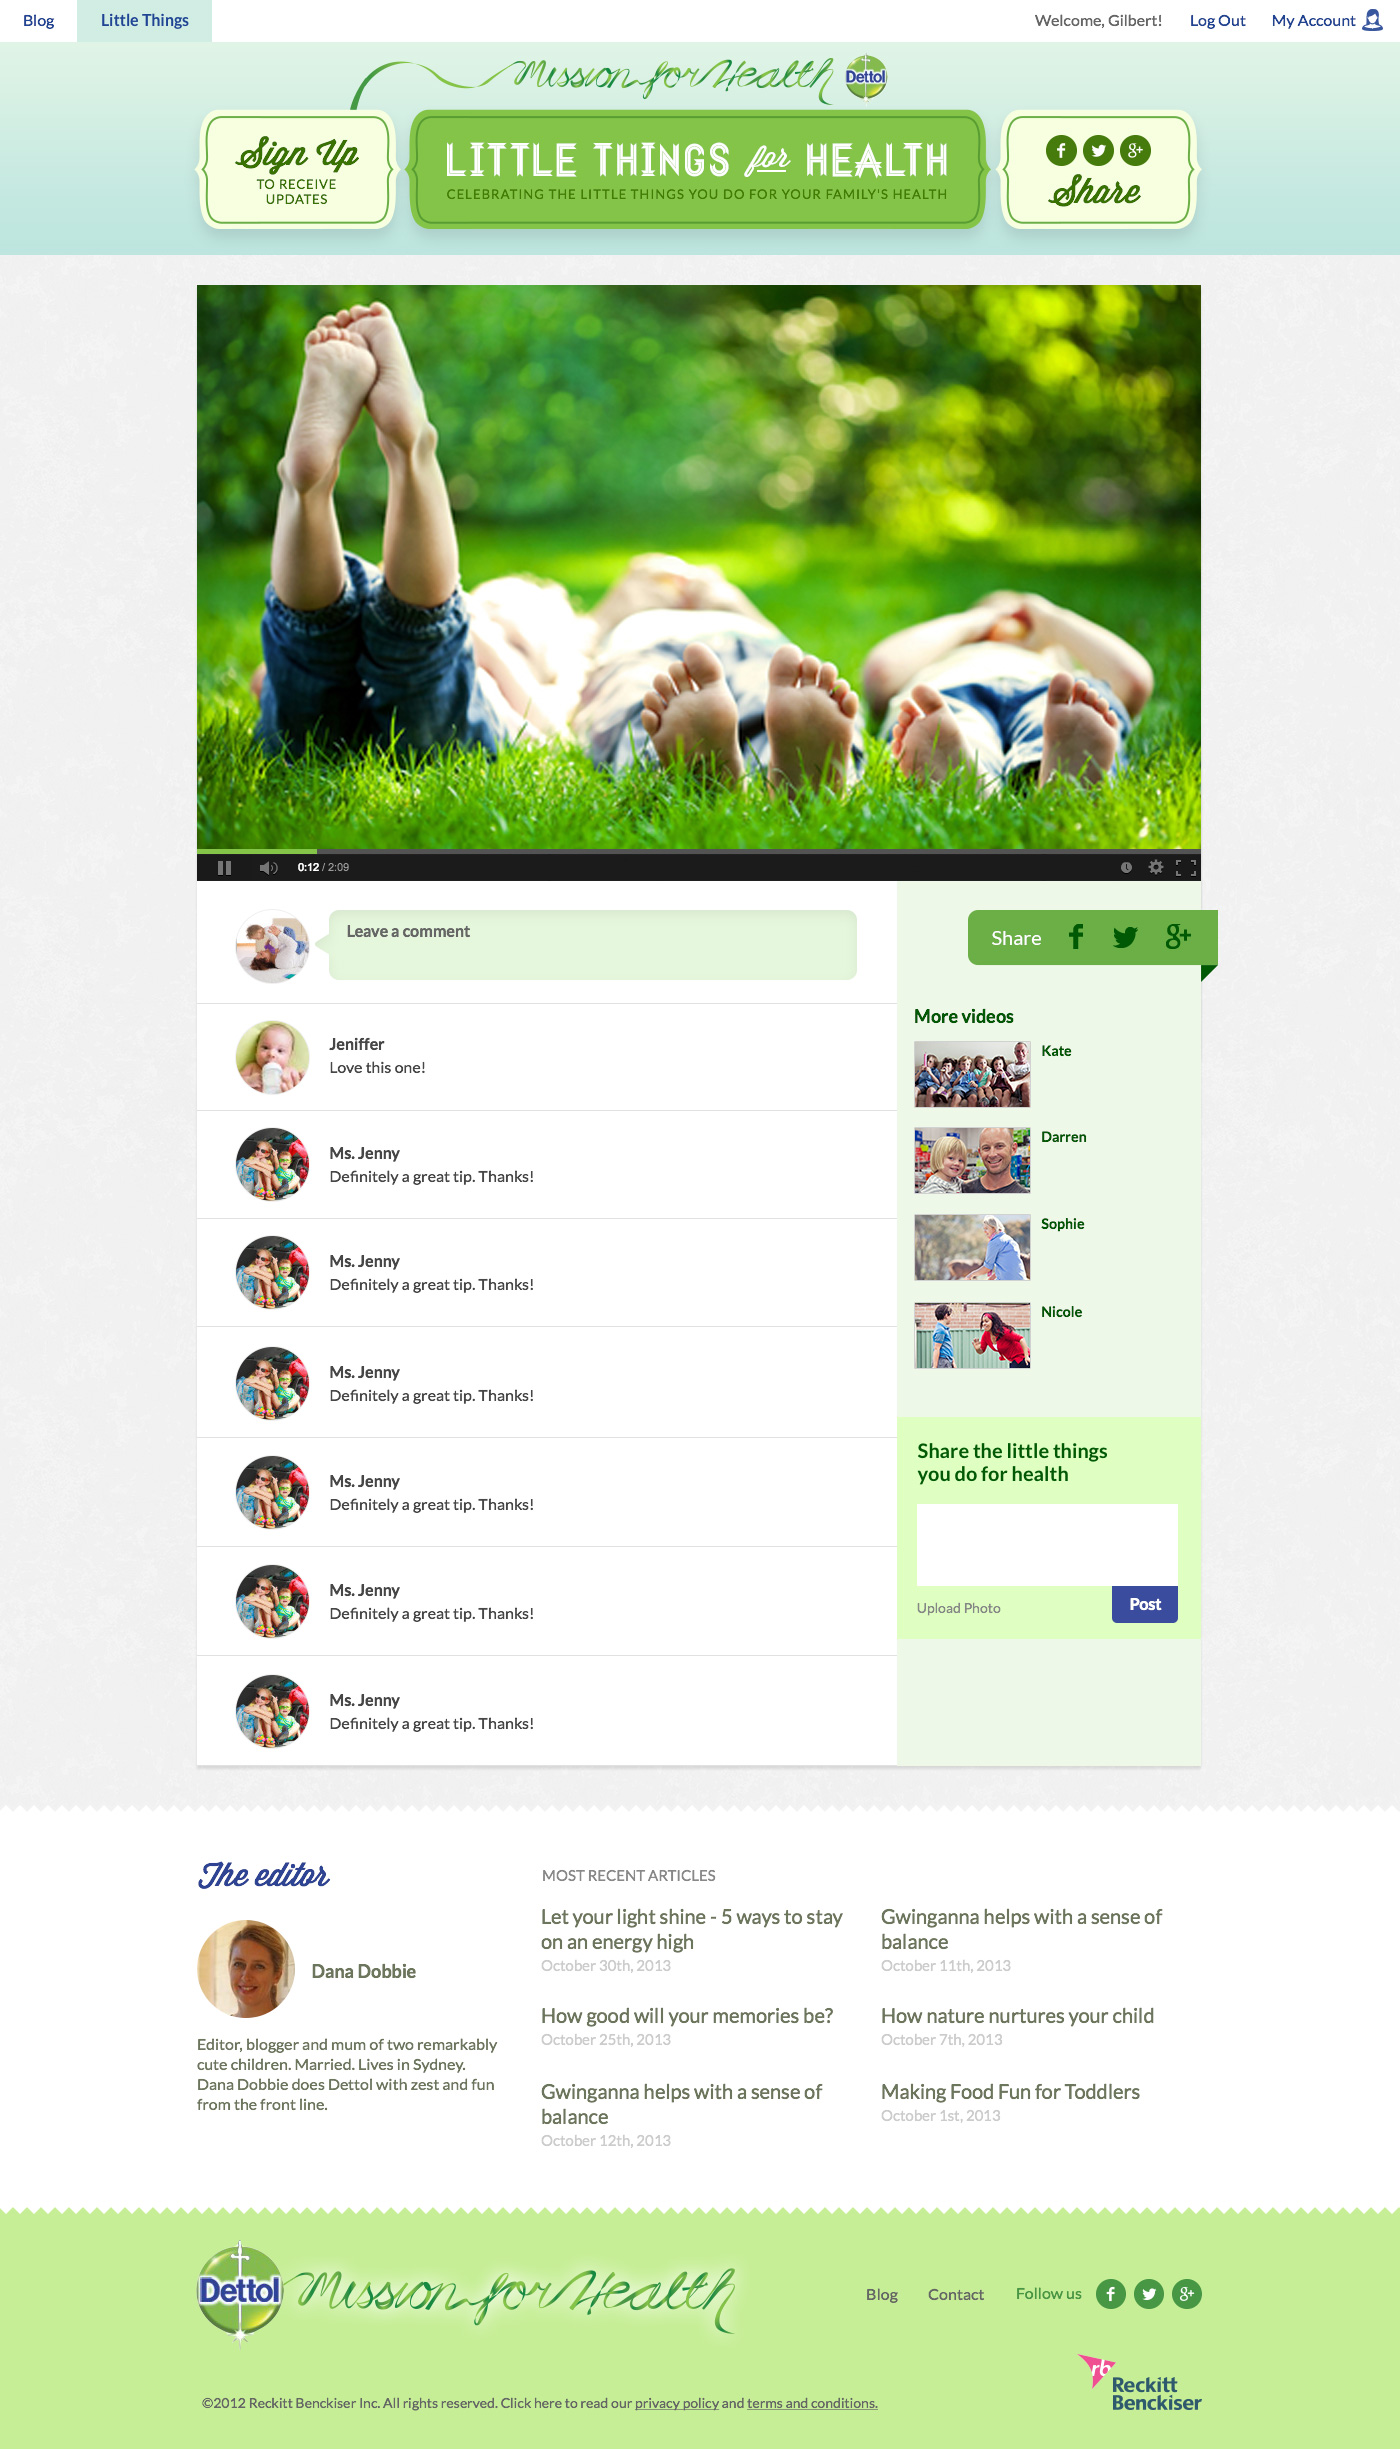 Blog
Little Things
Welcome, Gilbert!
Log Out
My Account
Mission for Health
Dettol
Sign Up
TO RECEIVE
UPDATES
LITTLE THINGS for HEALTH
CELEBRATING THE LITTLE THINGS YOU DO FOR YOUR FAMILY'S HEALTH
Share
0:12 / 2:09
Leave a comment
Jeniffer
Love this one!
Ms. Jenny
Definitely a great tip. Thanks!
Ms. Jenny
Definitely a great tip. Thanks!
Ms. Jenny
Definitely a great tip. Thanks!
Ms. Jenny
Definitely a great tip. Thanks!
Ms. Jenny
Definitely a great tip. Thanks!
Ms. Jenny
Definitely a great tip. Thanks!
Share
More videos
Kate
Darren
Sophie
Nicole
Share the little things
you do for health
Upload Photo
Post
The editor
Dana Dobbie
Editor, blogger and mum of two remarkably
cute children. Married. Lives in Sydney.
Dana Dobbie does Dettol with zest and fun
from the front line.
MOST RECENT ARTICLES
Let your light shine - 5 ways to stay
on an energy high
October 30th, 2013
How good will your memories be?
October 25th, 2013
Gwinganna helps with a sense of
balance
October 12th, 2013
Gwinganna helps with a sense of
balance
October 11th, 2013
How nature nurtures your child
October 7th, 2013
Making Food Fun for Toddlers
October 1st, 2013
Dettol
Mission for Health
Blog
Contact
Follow us
©2012 Reckitt Benckiser Inc. All rights reserved. Click here to read our privacy policy and terms and conditions.
rb
Reckitt
Benckiser